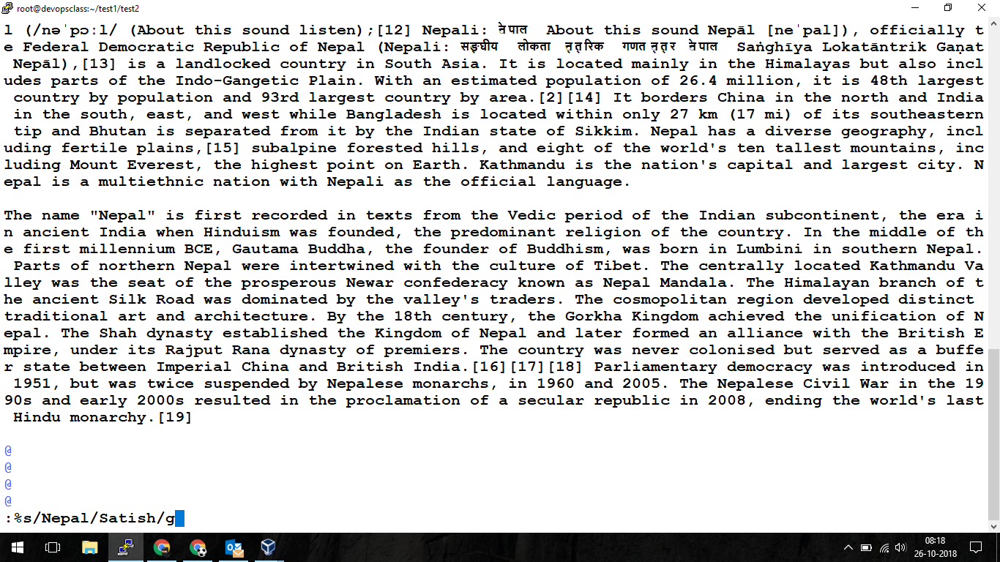 root@devopsclass:~/test1/test2
l (/nəˈpɔːl/ (About this sound listen);[12] Nepali: नेपाल  About this sound Nepāl [neˈpal]), officially t
e Federal Democratic Republic of Nepal (Nepali: सङ्घीय लोकता न्त्रिक गणत न्त्र नेपाल  Saṅghīya Lokatāntrik Gaṇat
Nepāl),[13] is a landlocked country in South Asia. It is located mainly in the Himalayas but also incl
udes parts of the Indo-Gangetic Plain. With an estimated population of 26.4 million, it is 48th largest
country by population and 93rd largest country by area.[2][14] It borders China in the north and India
in the south, east, and west while Bangladesh is located within only 27 km (17 mi) of its southeastern
tip and Bhutan is separated from it by the Indian state of Sikkim. Nepal has a diverse geography, incl
uding fertile plains,[15] subalpine forested hills, and eight of the world's ten tallest mountains, inc
luding Mount Everest, the highest point on Earth. Kathmandu is the nation's capital and largest city. N
epal is a multiethnic nation with Nepali as the official language.
The name "Nepal" is first recorded in texts from the Vedic period of the Indian subcontinent, the era i
n ancient India when Hinduism was founded, the predominant religion of the country. In the middle of th
e first millennium BCE, Gautama Buddha, the founder of Buddhism, was born in Lumbini in southern Nepal.
Parts of northern Nepal were intertwined with the culture of Tibet. The centrally located Kathmandu Va
lley was the seat of the prosperous Newar confederacy known as Nepal Mandala. The Himalayan branch of t
he ancient Silk Road was dominated by the valley's traders. The cosmopolitan region developed distinct
traditional art and architecture. By the 18th century, the Gorkha Kingdom achieved the unification of N
epal. The Shah dynasty established the Kingdom of Nepal and later formed an alliance with the British E
mpire, under its Rajput Rana dynasty of premiers. The country was never colonised but served as a buffe
r state between Imperial China and British India.[16][17][18] Parliamentary democracy was introduced in
1951, but was twice suspended by Nepalese monarchs, in 1960 and 2005. The Nepalese Civil War in the 19
90s and early 2000s resulted in the proclamation of a secular republic in 2008, ending the world's last
Hindu monarchy.[19]
@
@
@
@
:%s/Nepal/Satish/g
08:18
26-10-2018